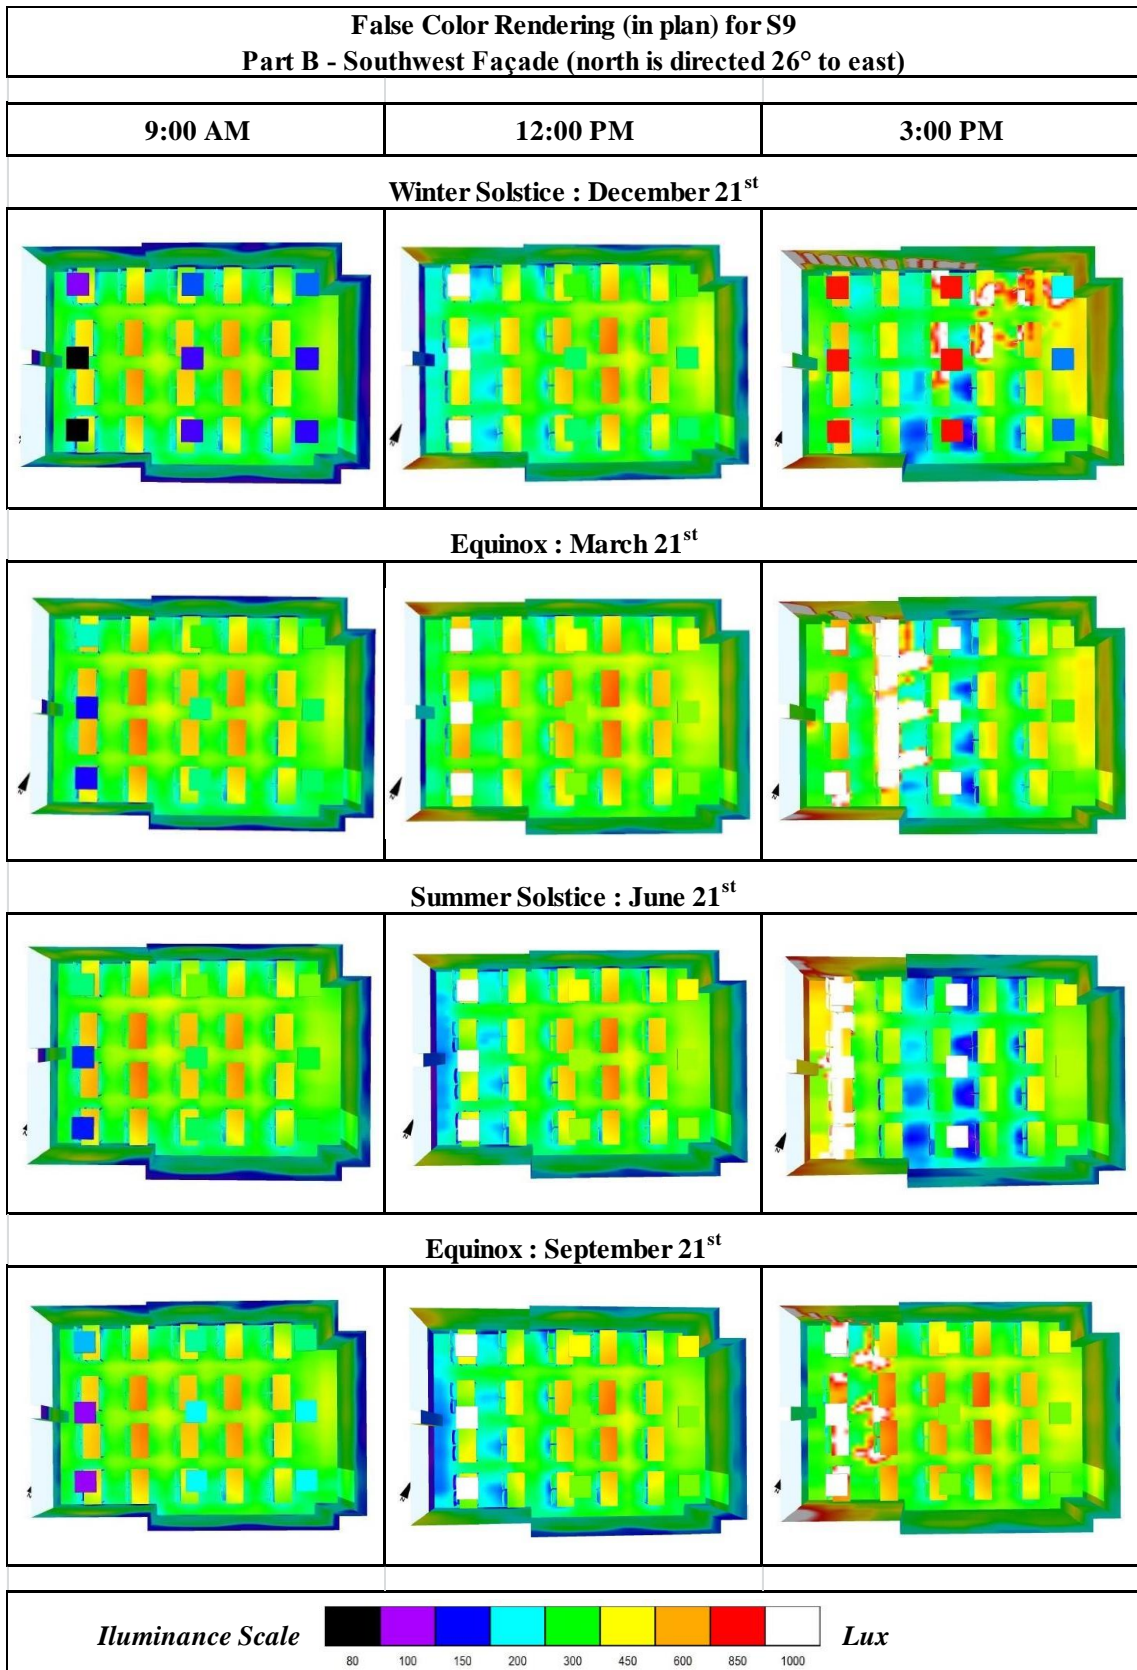 False Color Rendering (in plan) for S9
Part B - Southwest Façade (north is directed 26° to east)
9:00 AM 12:00 PM 3:00 PM
Winter Solstice : December 21st
Equinox : March 21st
Summer Solstice : June 21st
Equinox : September 21st
Iluminance Scale Lux
80 100 150 200 300 450 600 850 1000